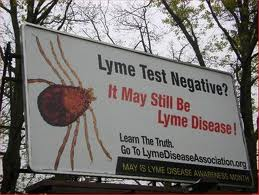 Lyme Test Negative?
It May Still Be
Lyme Disease!
Learn The Truth.
Go To LymeDiseaseAssociation.org
MAY IS LYME DISEASE AWARENESS MONTH